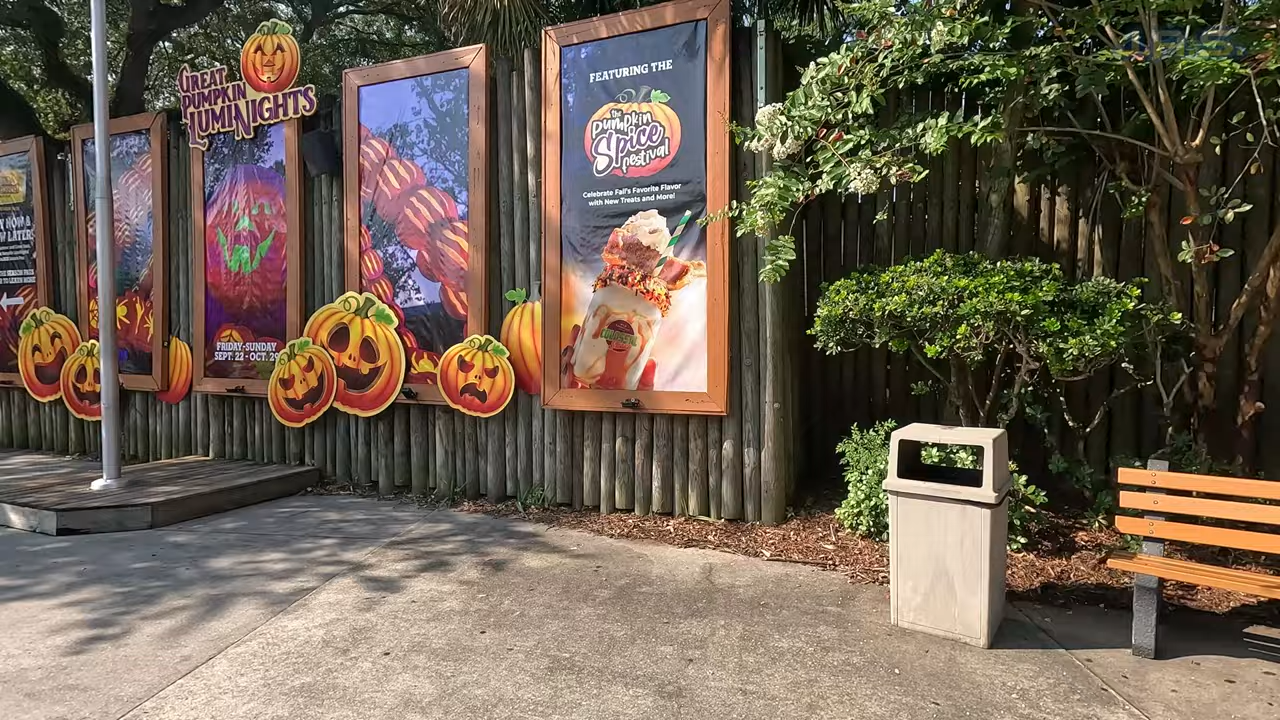 GREAT
PUMPKIN
LUMINIGHTS
FRIDAY-SUNDAY
SEPT. 22 - OCT. 29
FEATURING THE
the
Pumpkin
Spice
festival
Celebrate Fall's Favorite Flavor
with New Treats and More!